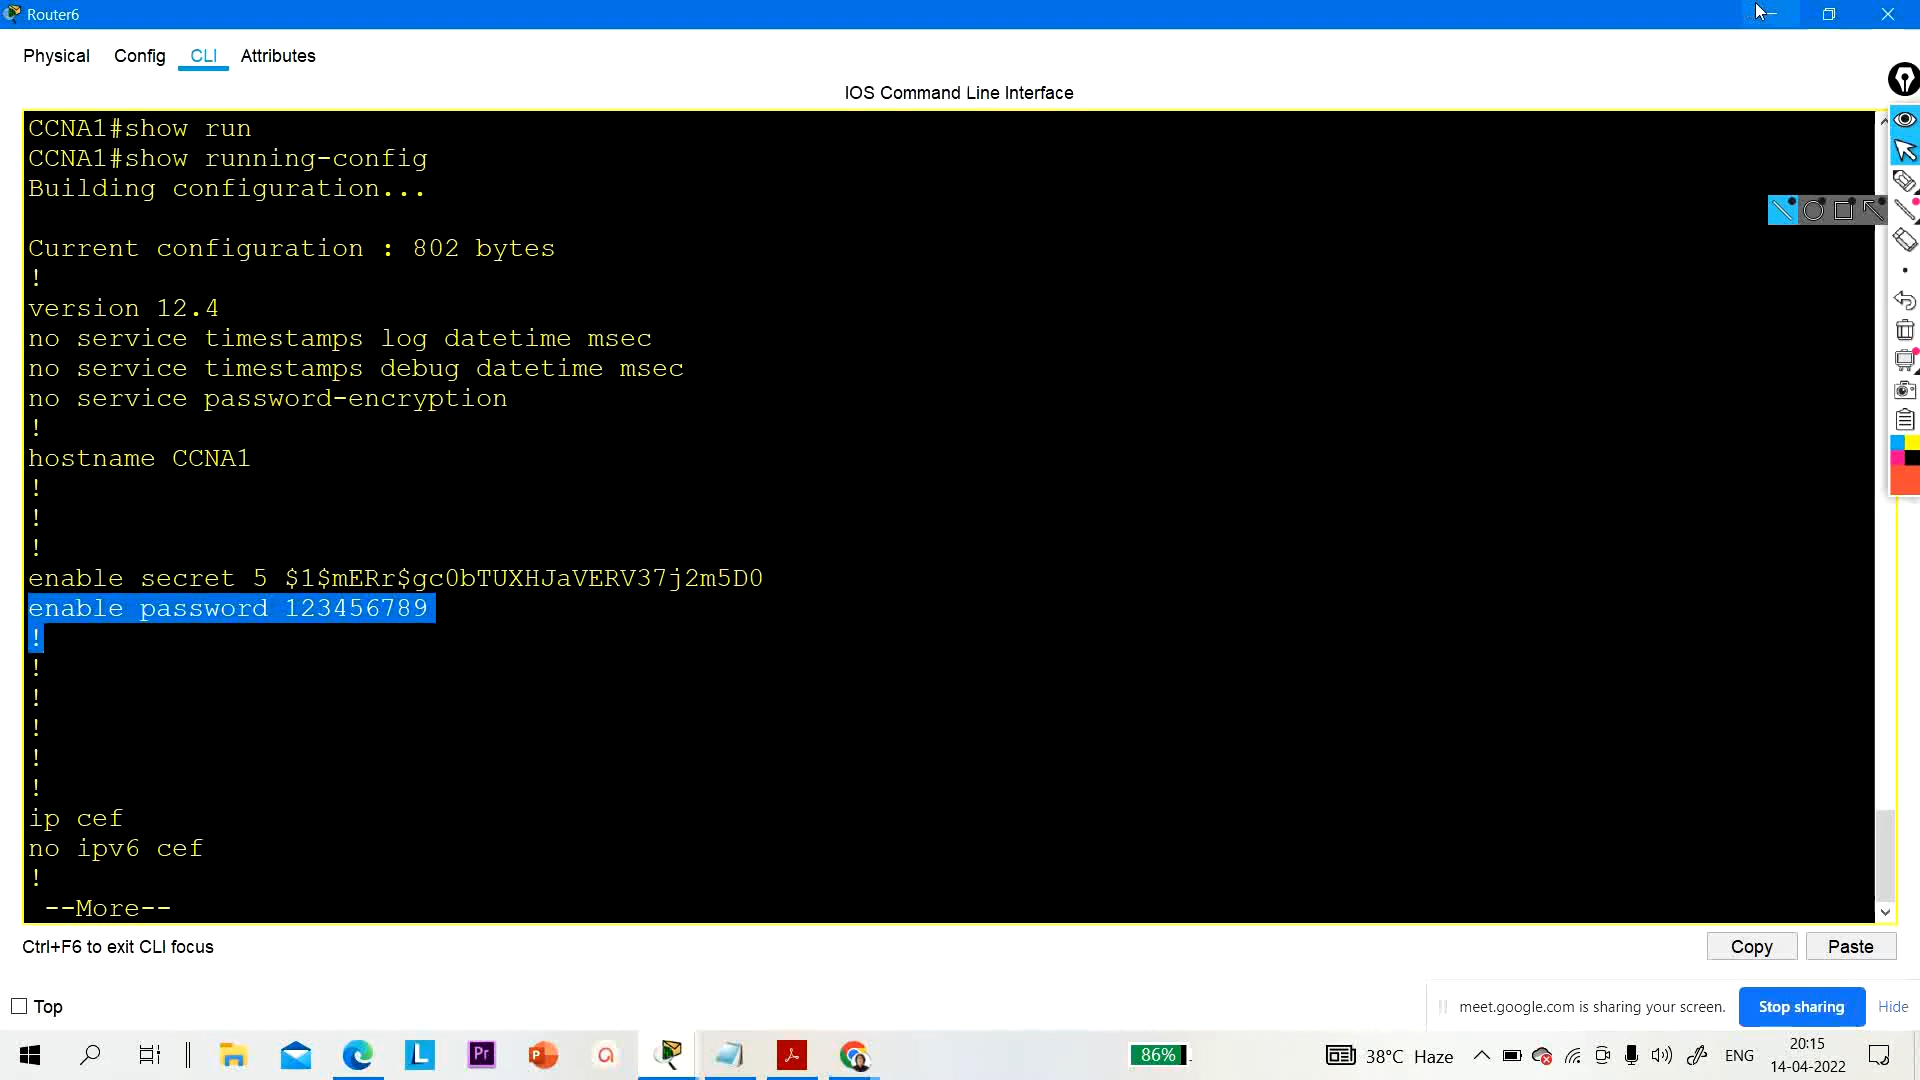 Router6
Physical Config CLI Attributes
IOS Command Line Interface
CCNA1#show run
CCNA1#show running-config
Building configuration...
Current configuration : 802 bytes
!
version 12.4
no service timestamps log datetime msec
no service timestamps debug datetime msec
no service password-encryption
!
hostname CCNA1
!
!
!
enable secret 5 $1$mERr$gc0bTUXHJaVERV37j2m5D0
enable password 123456789
!
!
!
!
!
!
ip cef
no ipv6 cef
!
--More--
Ctrl+F6 to exit CLI focus
Copy Paste
Top
meet.google.com is sharing your screen. Stop sharing Hide
L Pr P a 86% 38°C Haze ENG 20:15
14-04-2022